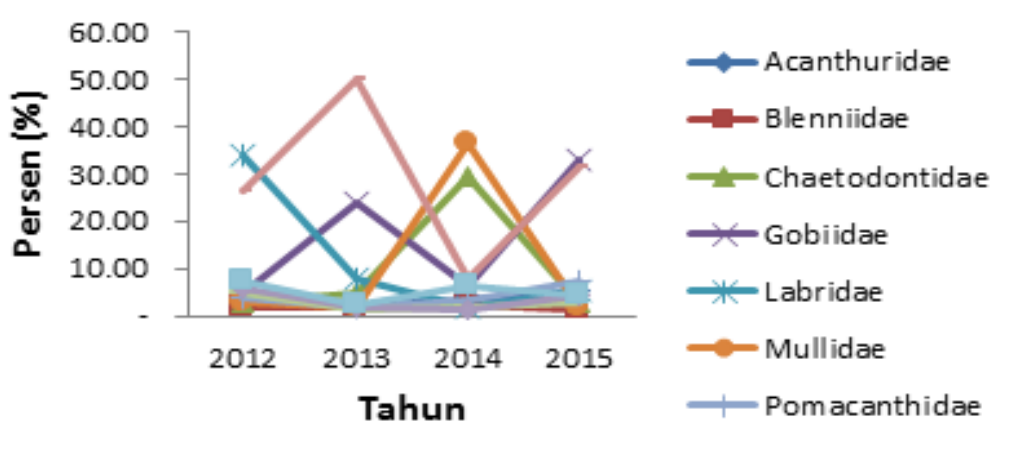 60.00
50.00
40.00
30.00
20.00
10.00
-
Persen (%)
2012 2013 2014 2015
Tahun
Acanthuridae
Blenniidae
Chaetodontidae
Gobiidae
Labridae
Mullidae
Pomacanthidae